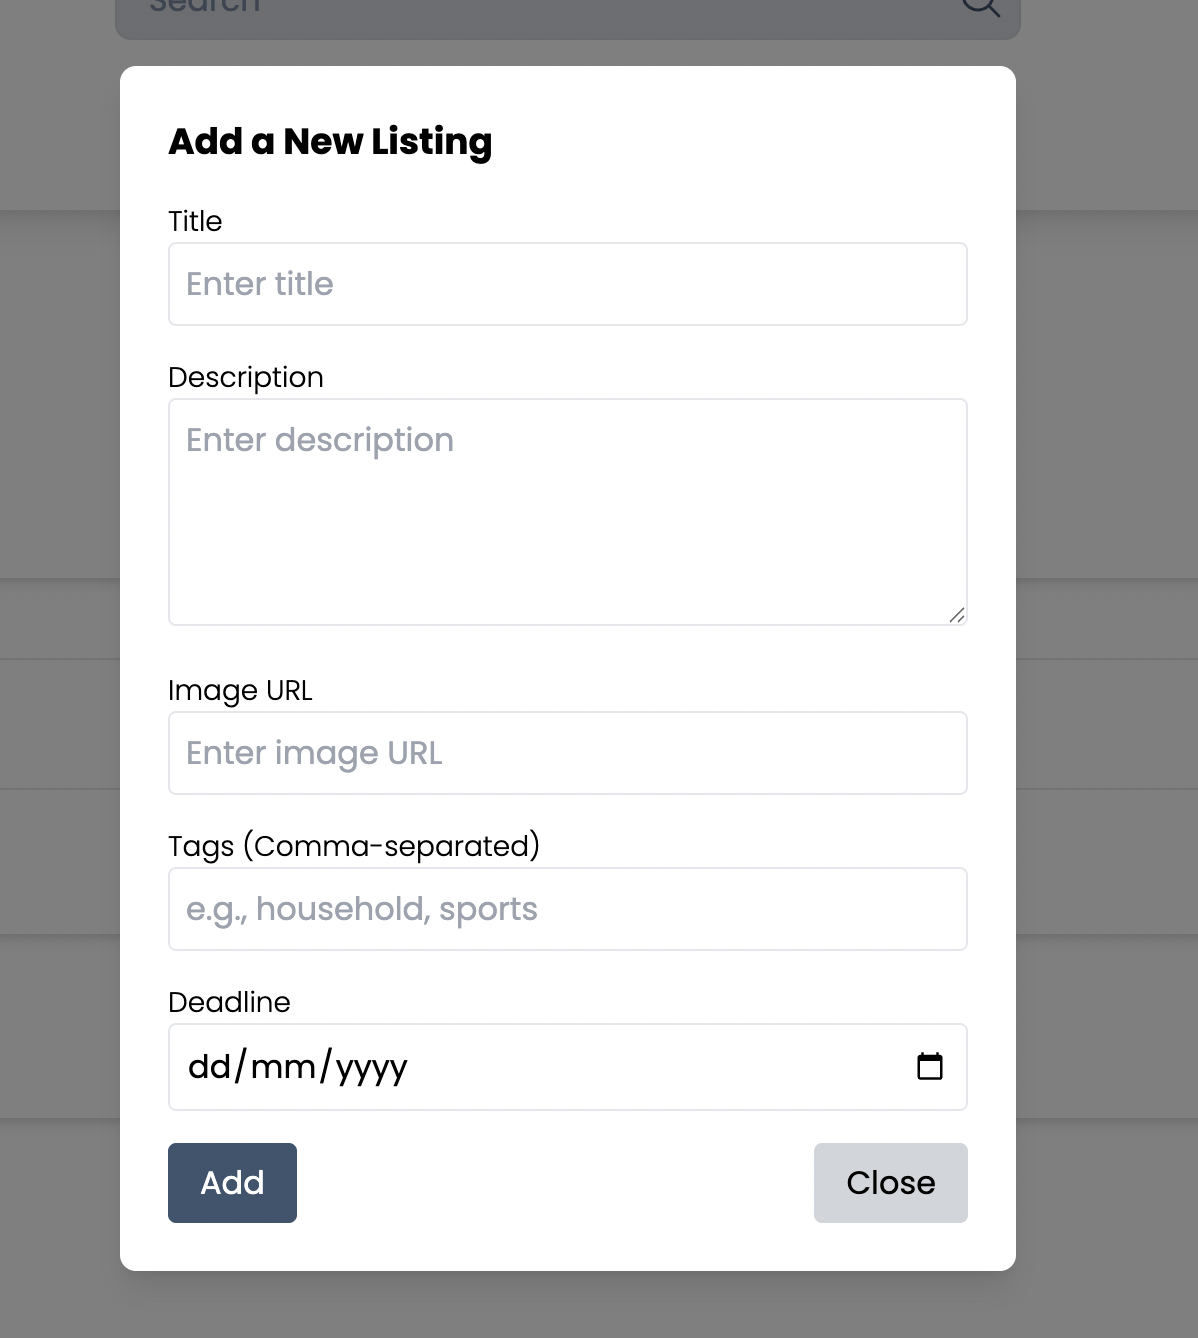 Search
Add a New Listing
Title
Enter title
Description
Enter description
Image URL
Enter image URL
Tags (Comma-separated)
e.g., household, sports
Deadline
dd/mm/yyyy
Add
Close